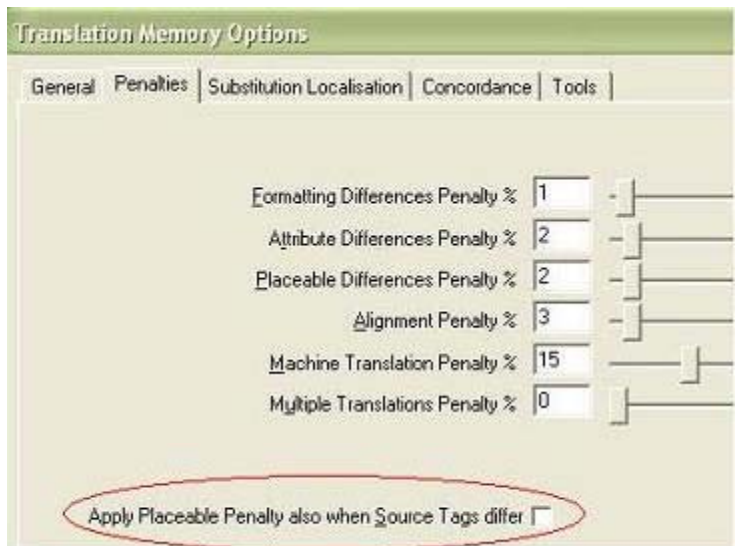 Translation Memory Options
General Penalties Substitution Localisation Concordance Tools
Formatting Differences Penalty % 1
Attribute Differences Penalty % 2
Placeable Differences Penalty % 2
Alignment Penalty % 3
Machine Translation Penalty % 15
Multiple Translations Penalty % 0
Apply Placeable Penalty also when Source Tags differ